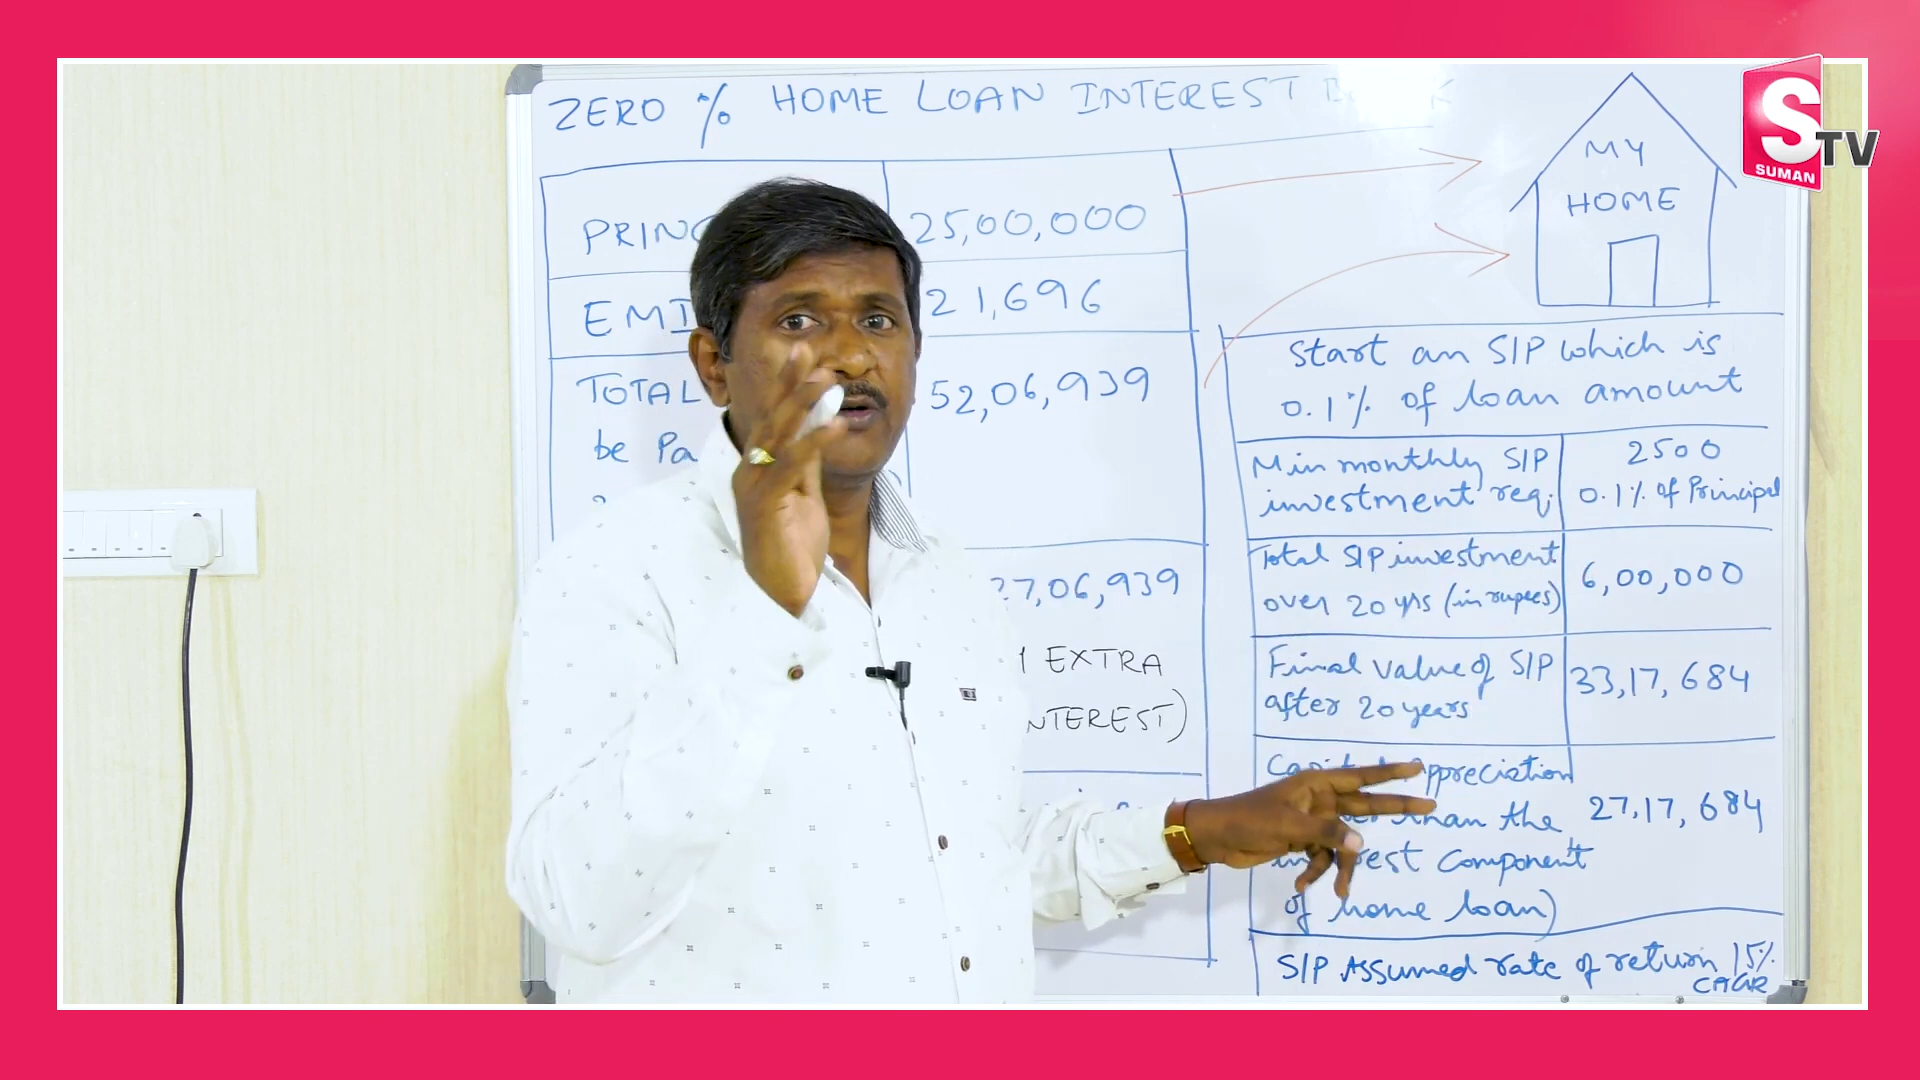 ZERO % HOME LOAN INTEREST
25,00,000
EMI
21,696
TOTAL
be
52,06,939
27,06,939
EXTRA
INTEREST)
MY
HOME
Start an SIP which is
0.1% of loan amount
Min monthly SIP
investment req.
2500
0.1% of Principal
Total SIP investment
over 20 yrs (in rupees)
6,00,000
Final value of SIP
after 20 years
33,17,684
Capital Appreciation
than the
interest component
of home loan)
27,17,684
SIP Assumed rate of return 15%
CAGR
S TV
SUMAN